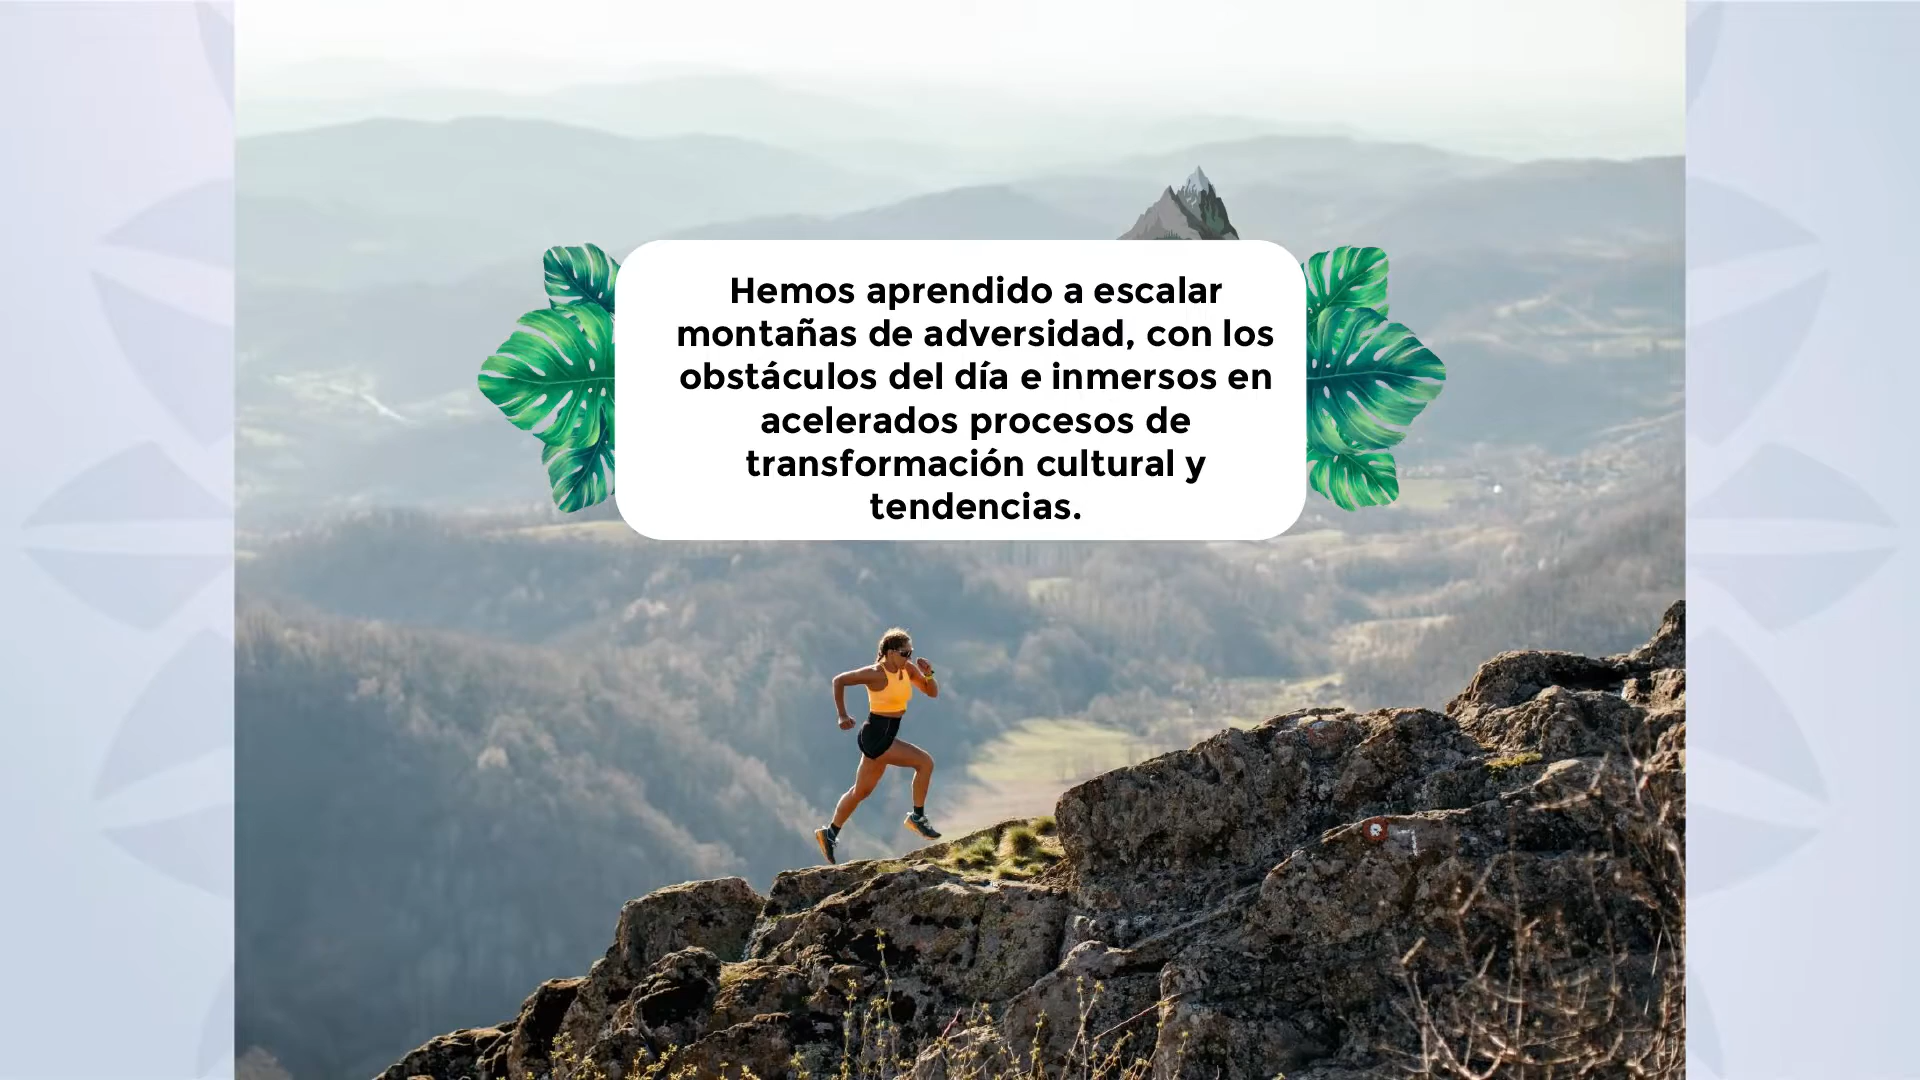 Hemos aprendido a escalar
montañas de adversidad, con los
obstáculos del día e inmersos en
acelerados procesos de
transformación cultural y
tendencias.